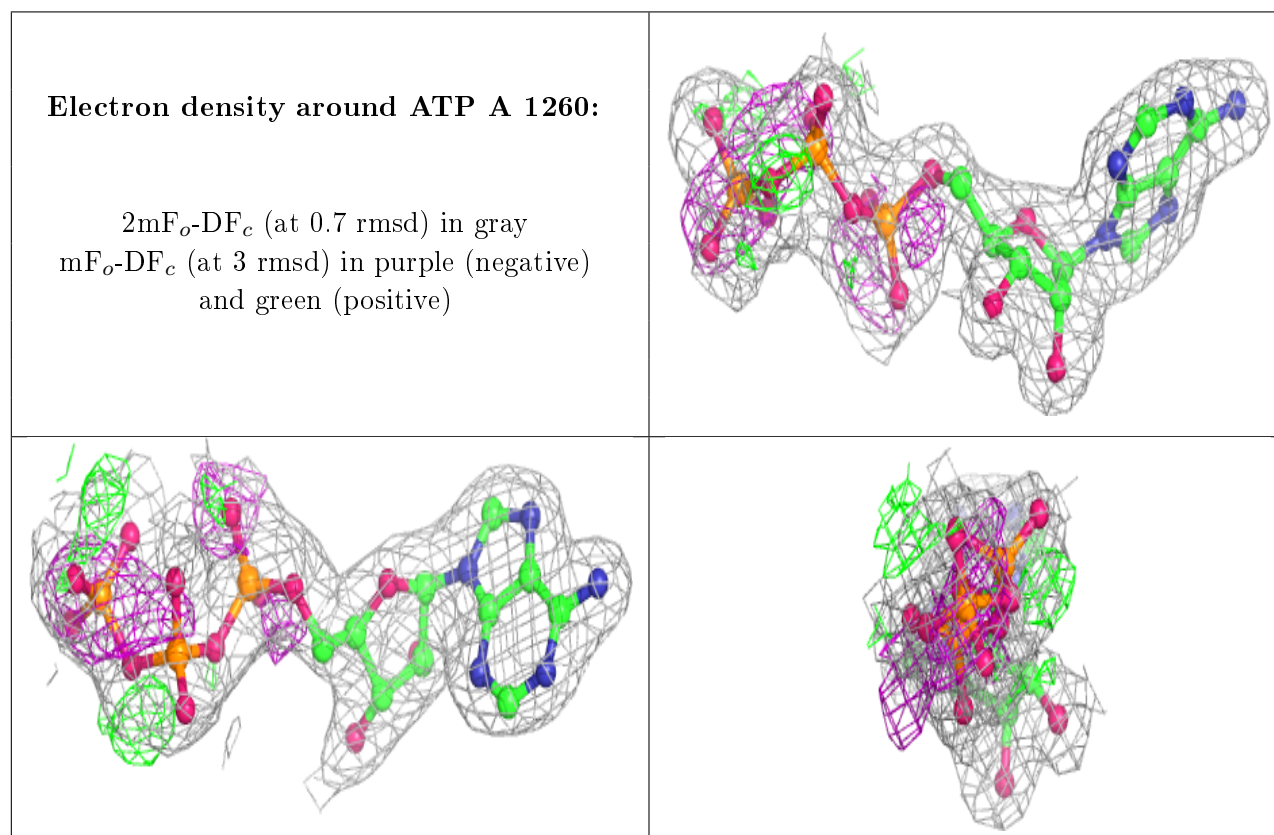 Electron density around ATP A 1260:
2mFₒ-DF𝑐 (at 0.7 rmsd) in gray
mFₒ-DF𝑐 (at 3 rmsd) in purple (negative)
and green (positive)